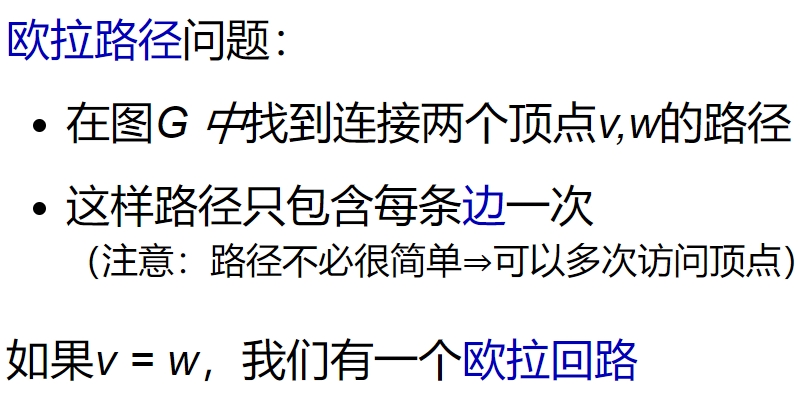 欧拉路径问题：
• 在图G 中找到连接两个顶点v,w的路径
• 这样路径只包含每条边一次
（注意：路径不必很简单⇒可以多次访问顶点）
如果v = w，我们有一个欧拉回路